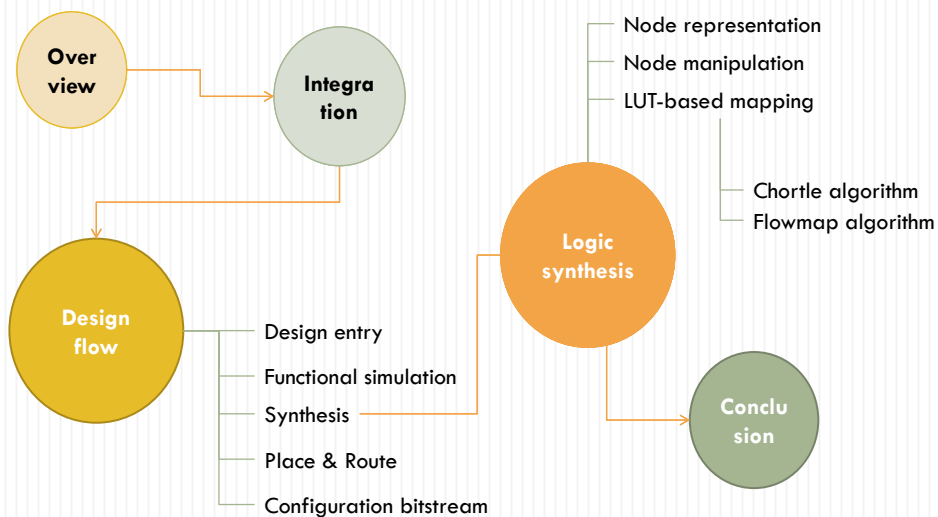 Over
view
Integra
tion
Design
flow
Design entry
Functional simulation
Synthesis
Place & Route
Configuration bitstream
Logic
synthesis
Node representation
Node manipulation
LUT-based mapping
Chortle algorithm
Flowmap algorithm
Conclu
sion